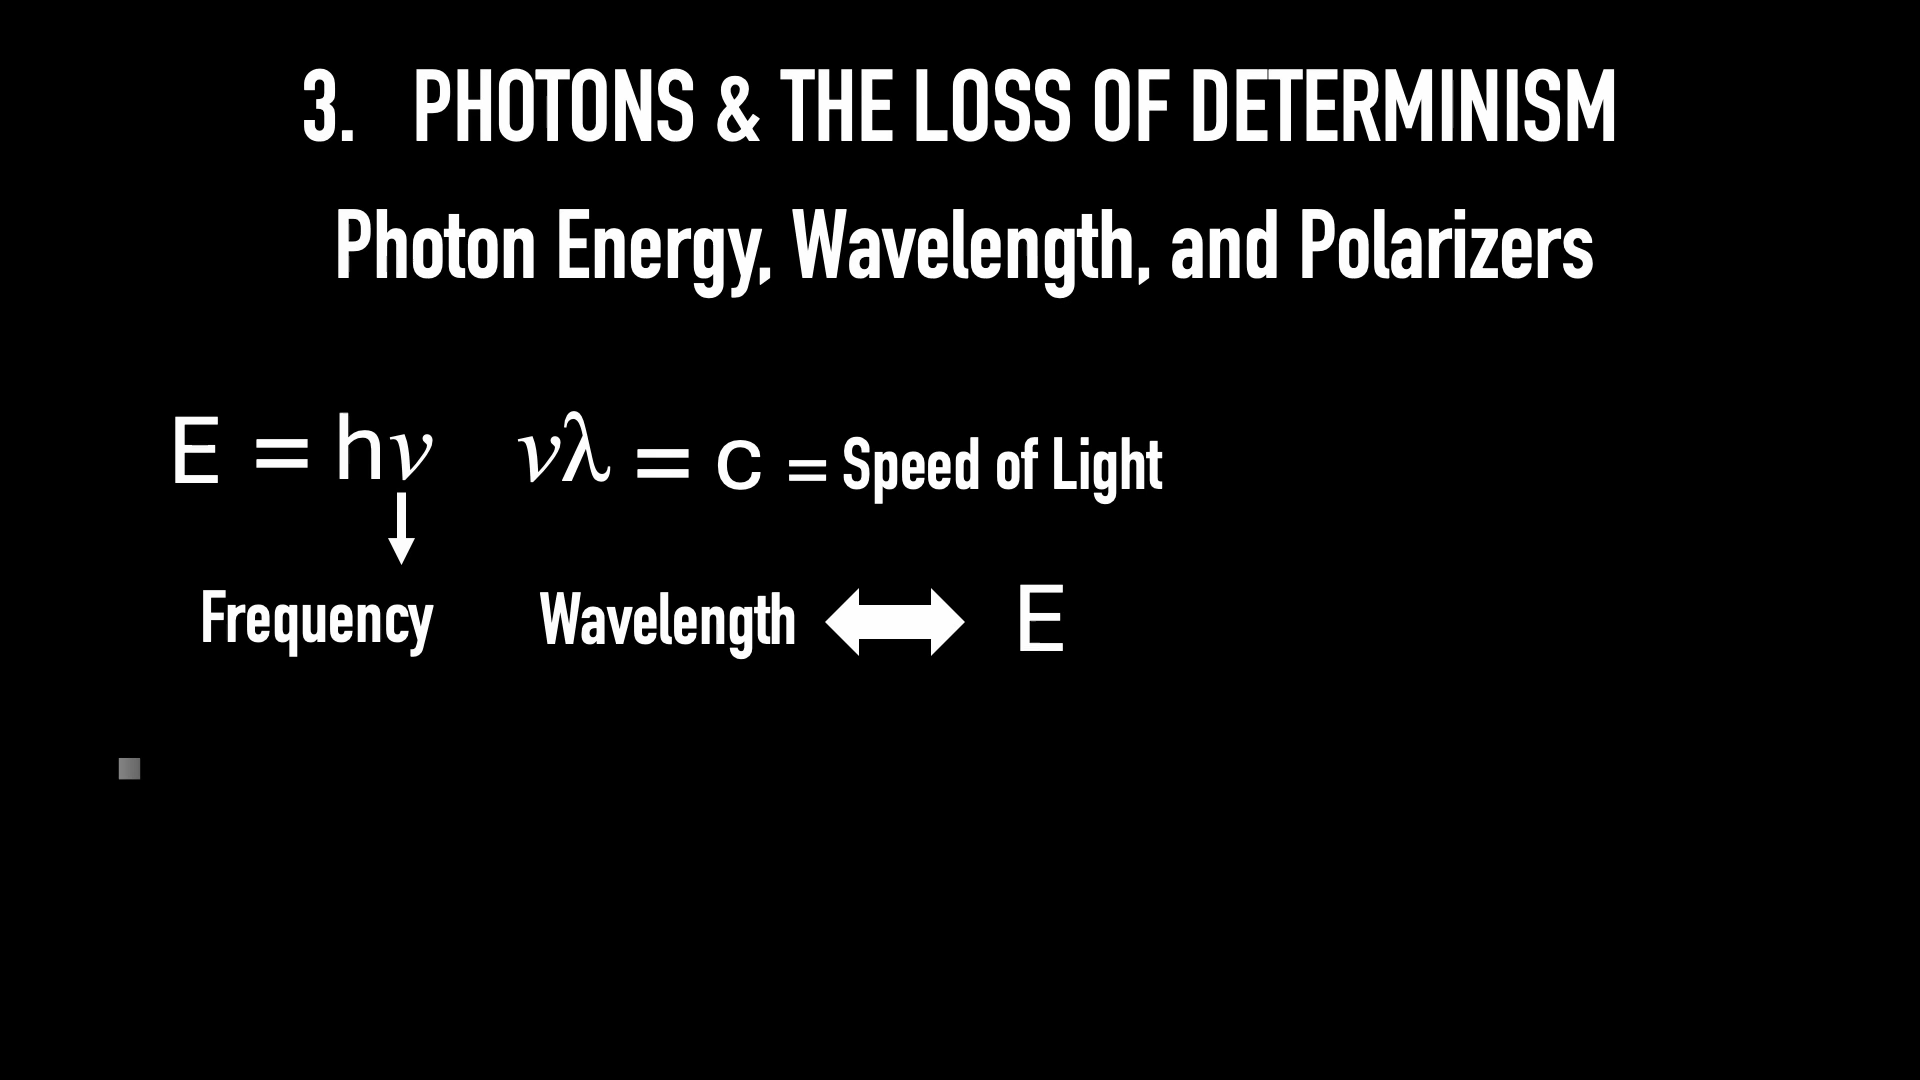 3. PHOTONS & THE LOSS OF DETERMINISM
Photon Energy, Wavelength, and Polarizers
E = hν νλ = c = Speed of Light
Frequency Wavelength E